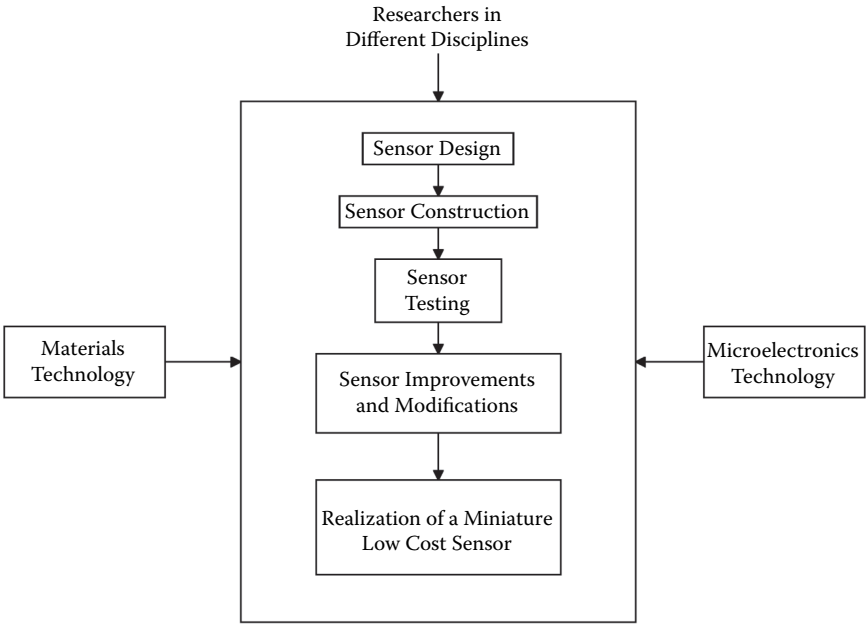 Researchers in
Different Disciplines
Sensor Design
Sensor Construction
Sensor
Testing
Materials
Technology
Microelectronics
Technology
Sensor Improvements
and Modifications
Realization of a Miniature
Low Cost Sensor